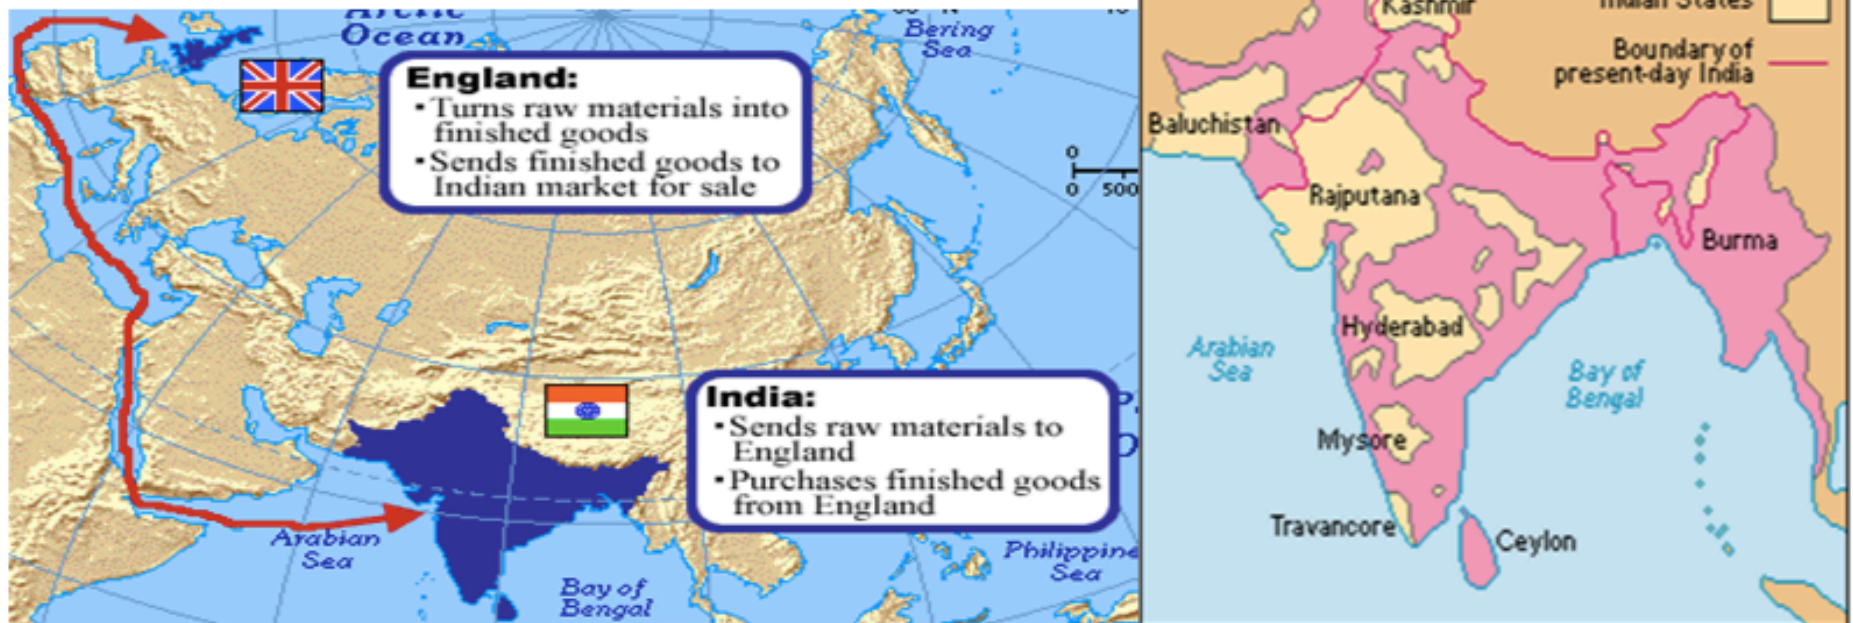 Arctic
Ocean
Bering
Sea
England:
• Turns raw materials into
finished goods
• Sends finished goods to
Indian market for sale
0
0 500
India:
• Sends raw materials to
England
• Purchases finished goods
from England
Arabian
Sea
Bay of
Bengal
Philippine
Sea
Kashmir
Indian States
Boundary of
present-day India
Baluchistan
Rajputana
Burma
Hyderabad
Arabian
Sea
Bay of
Bengal
Mysore
Travancore
Ceylon